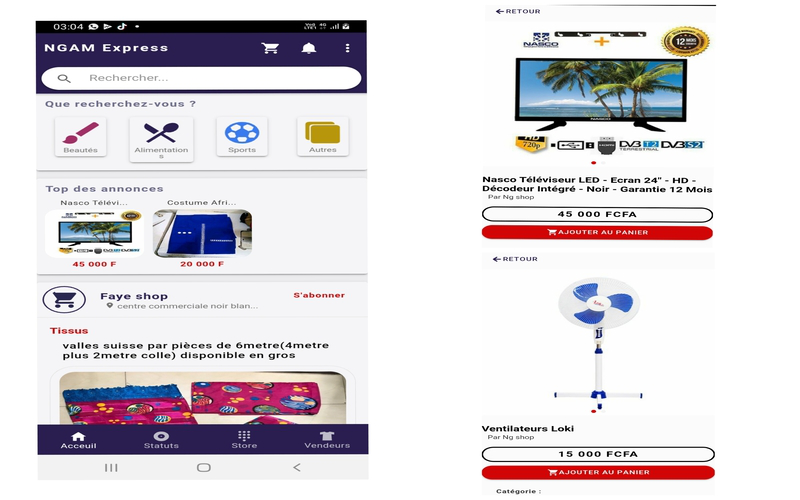 03:04
NGAM Express
Rechercher...
Que recherchez-vous ?
Beautés
Alimentation
s
Sports
Autres
Top des annonces
Nasco Télévi...
Costume Afri...
45 000 F
20 000 F
Faye shop
S'abonner
centre commerciale noir blan...
Tissus
valles suisse par pièces de 6metre(4metre
plus 2metre colle) disponible en gros
Acceuil
Statuts
Store
Vendeurs
RETOUR
NASCO
12 MOIS
NASCO
HD
720p
DVB T2
TERRESTRIAL
DVB S2
Nasco Téléviseur LED - Ecran 24" - HD -
Décodeur Intégré - Noir - Garantie 12 Mois
Par Ng shop
45 000 FCFA
AJOUTER AU PANIER
RETOUR
Ventilateurs Loki
Par Ng shop
15 000 FCFA
AJOUTER AU PANIER
Catégorie :